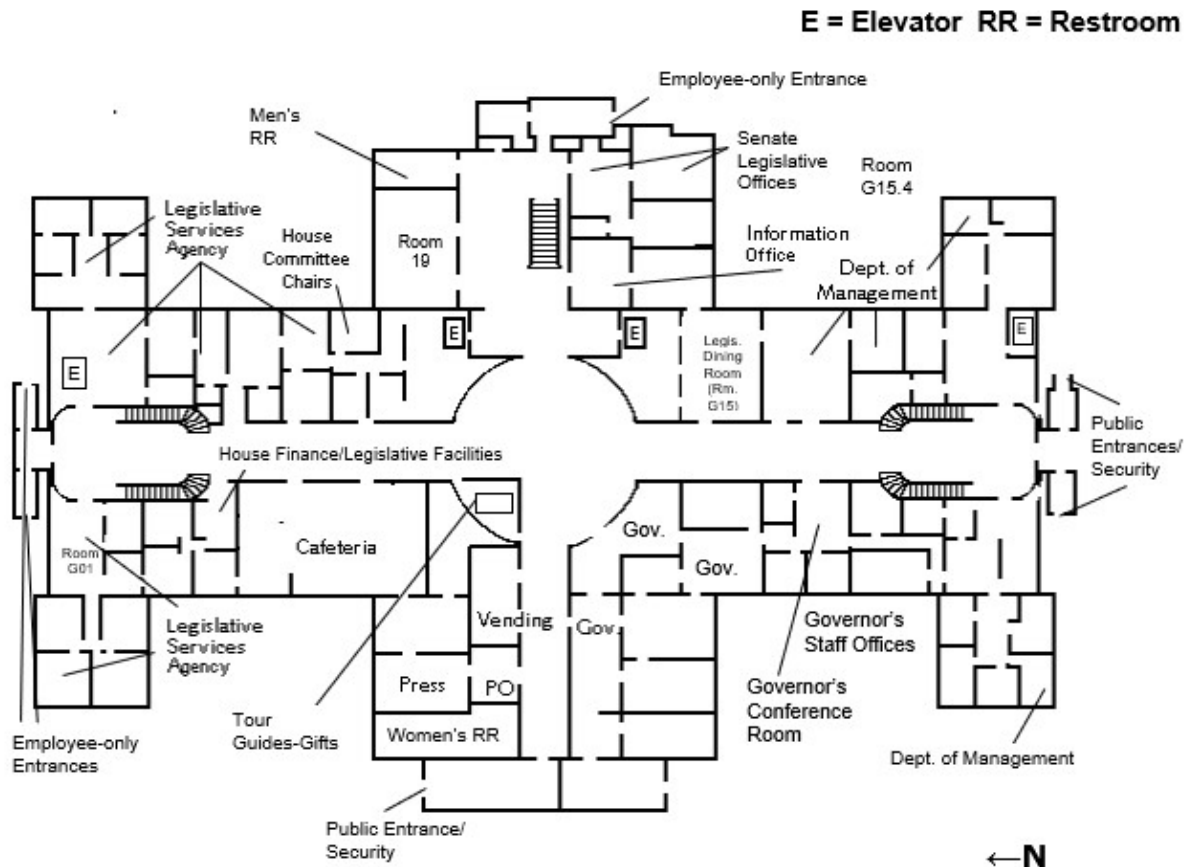 E = Elevator  RR = Restroom
Employee-only Entrance
Men's
RR
Senate
Legislative
Offices
Room
G15.4
Legislative
Services
Agency
House
Committee
Chairs
Room
19
Information
Office
Dept. of
Management
E
E
E
E
Legis.
Dining
Room
(Rm.
G15)
Public
Entrances/
Security
House Finance/Legislative Facilities
Room
G01
Cafeteria
Gov.
Gov.
Vending
Gov.
Legislative
Services
Agency
Governor's
Staff Offices
Press
PO
Governor's
Conference
Room
Tour
Guides-Gifts
Women's RR
Employee-only
Entrances
Dept. of Management
Public Entrance/
Security
←N